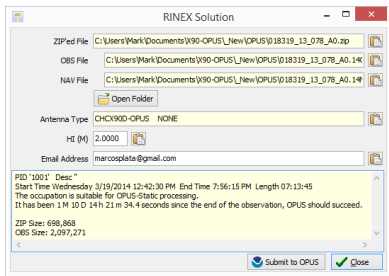 RINEX Solution
ZIP'ed File C:\Users\Mark\Documents\X90-OPUS\_New\OPUS\018319_13_078_A0.zip
OBS File C:\Users\Mark\Documents\X90-OPUS\_New\OPUS\018319_13_078_A0.14O
NAV File C:\Users\Mark\Documents\X90-OPUS\_New\OPUS\018319_13_078_A0.14N
Open Folder
Antenna Type CHCX90D-OPUS NONE
HI (M) 2.0000
Email Address marcosplata@gmail.com
PID '1001' Desc ''
Start Time Wednesday 3/19/2014 12:42:30 PM End Time 7:56:15 PM Length 07:13:45
The occupation is suitable for OPUS-Static processing.
It has been 1 M 10 D 14 h 21 m 34.4 seconds since the end of the observation, OPUS should succeed.
ZIP Size: 698,868
OBS Size: 2,097,271
Submit to OPUS Close